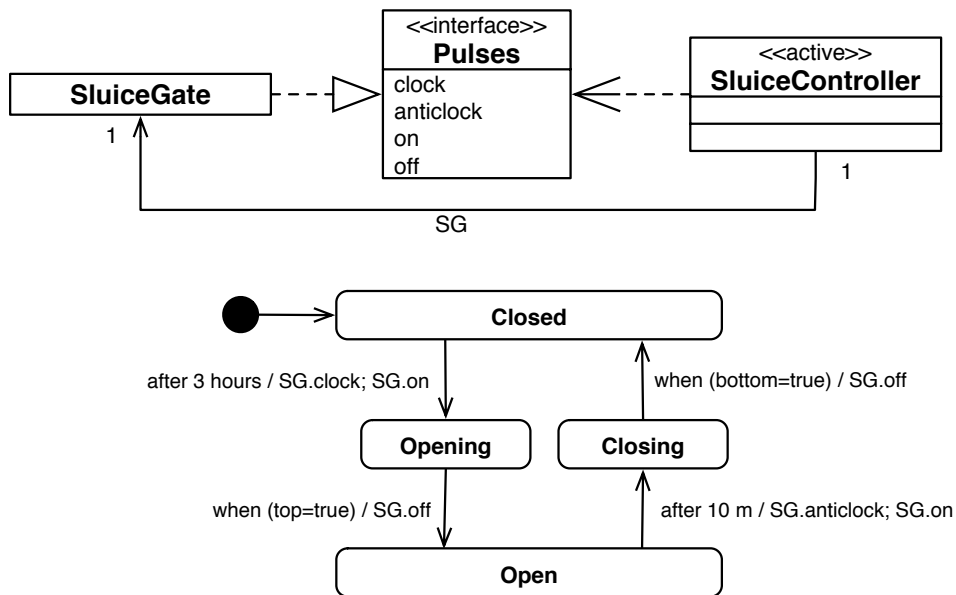 <<interface>>
Pulses
clock
anticlock
on
off
SluiceGate
<<active>>
SluiceController
1
1
SG
Closed
after 3 hours / SG.clock; SG.on
when (bottom=true) / SG.off
Opening
Closing
when (top=true) / SG.off
after 10 m / SG.anticlock; SG.on
Open